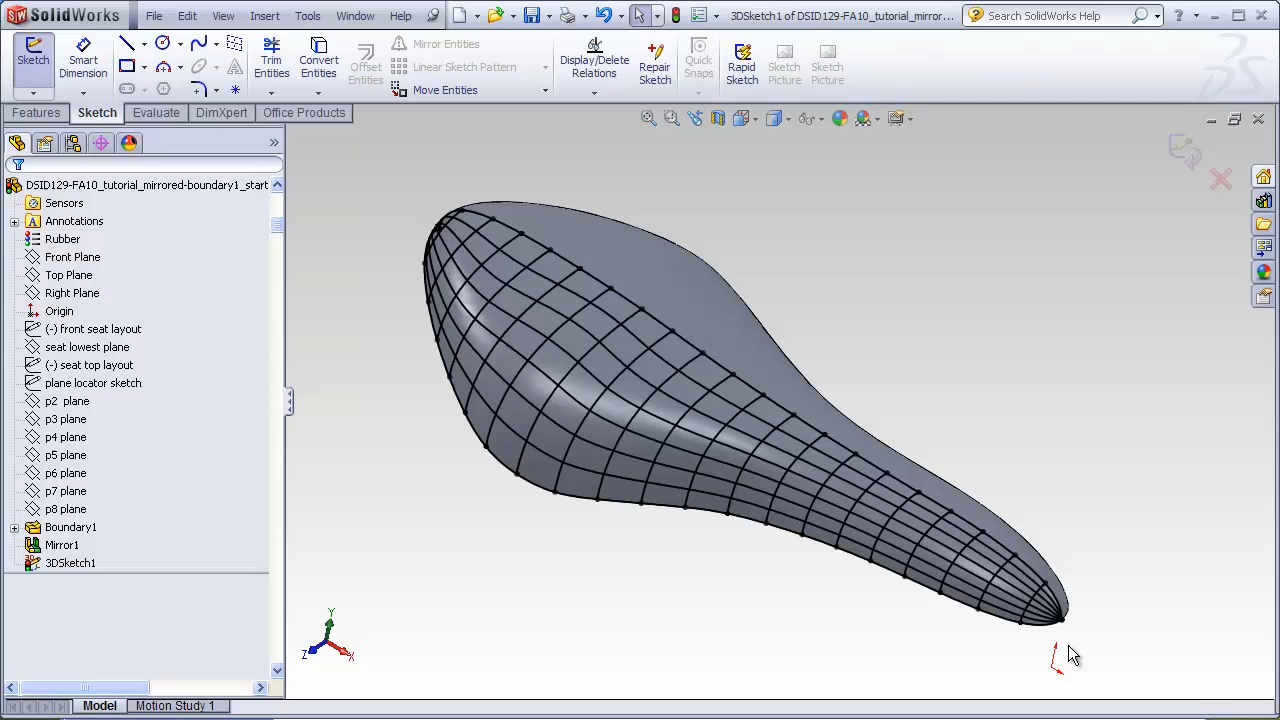 SolidWorks File Edit View Insert Tools Window Help 3DSketch1 of DSID129-FA10_tutorial_mirror... Search SolidWorks Help
Sketch Smart Dimension Trim Entities Convert Entities Offset Entities Mirror Entities Linear Sketch Pattern Move Entities Display/Delete Relations Repair Sketch Quick Snaps Rapid Sketch Sketch Picture Sketch Picture
Features Sketch Evaluate DimXpert Office Products
DSID129-FA10_tutorial_mirrored-boundary1_start
Sensors
Annotations
Rubber
Front Plane
Top Plane
Right Plane
Origin
(-) front seat layout
seat lowest plane
(-) seat top layout
plane locator sketch
p2 plane
p3 plane
p4 plane
p5 plane
p6 plane
p7 plane
p8 plane
Boundary1
Mirror1
3DSketch1
Y
Z X
Model Motion Study 1